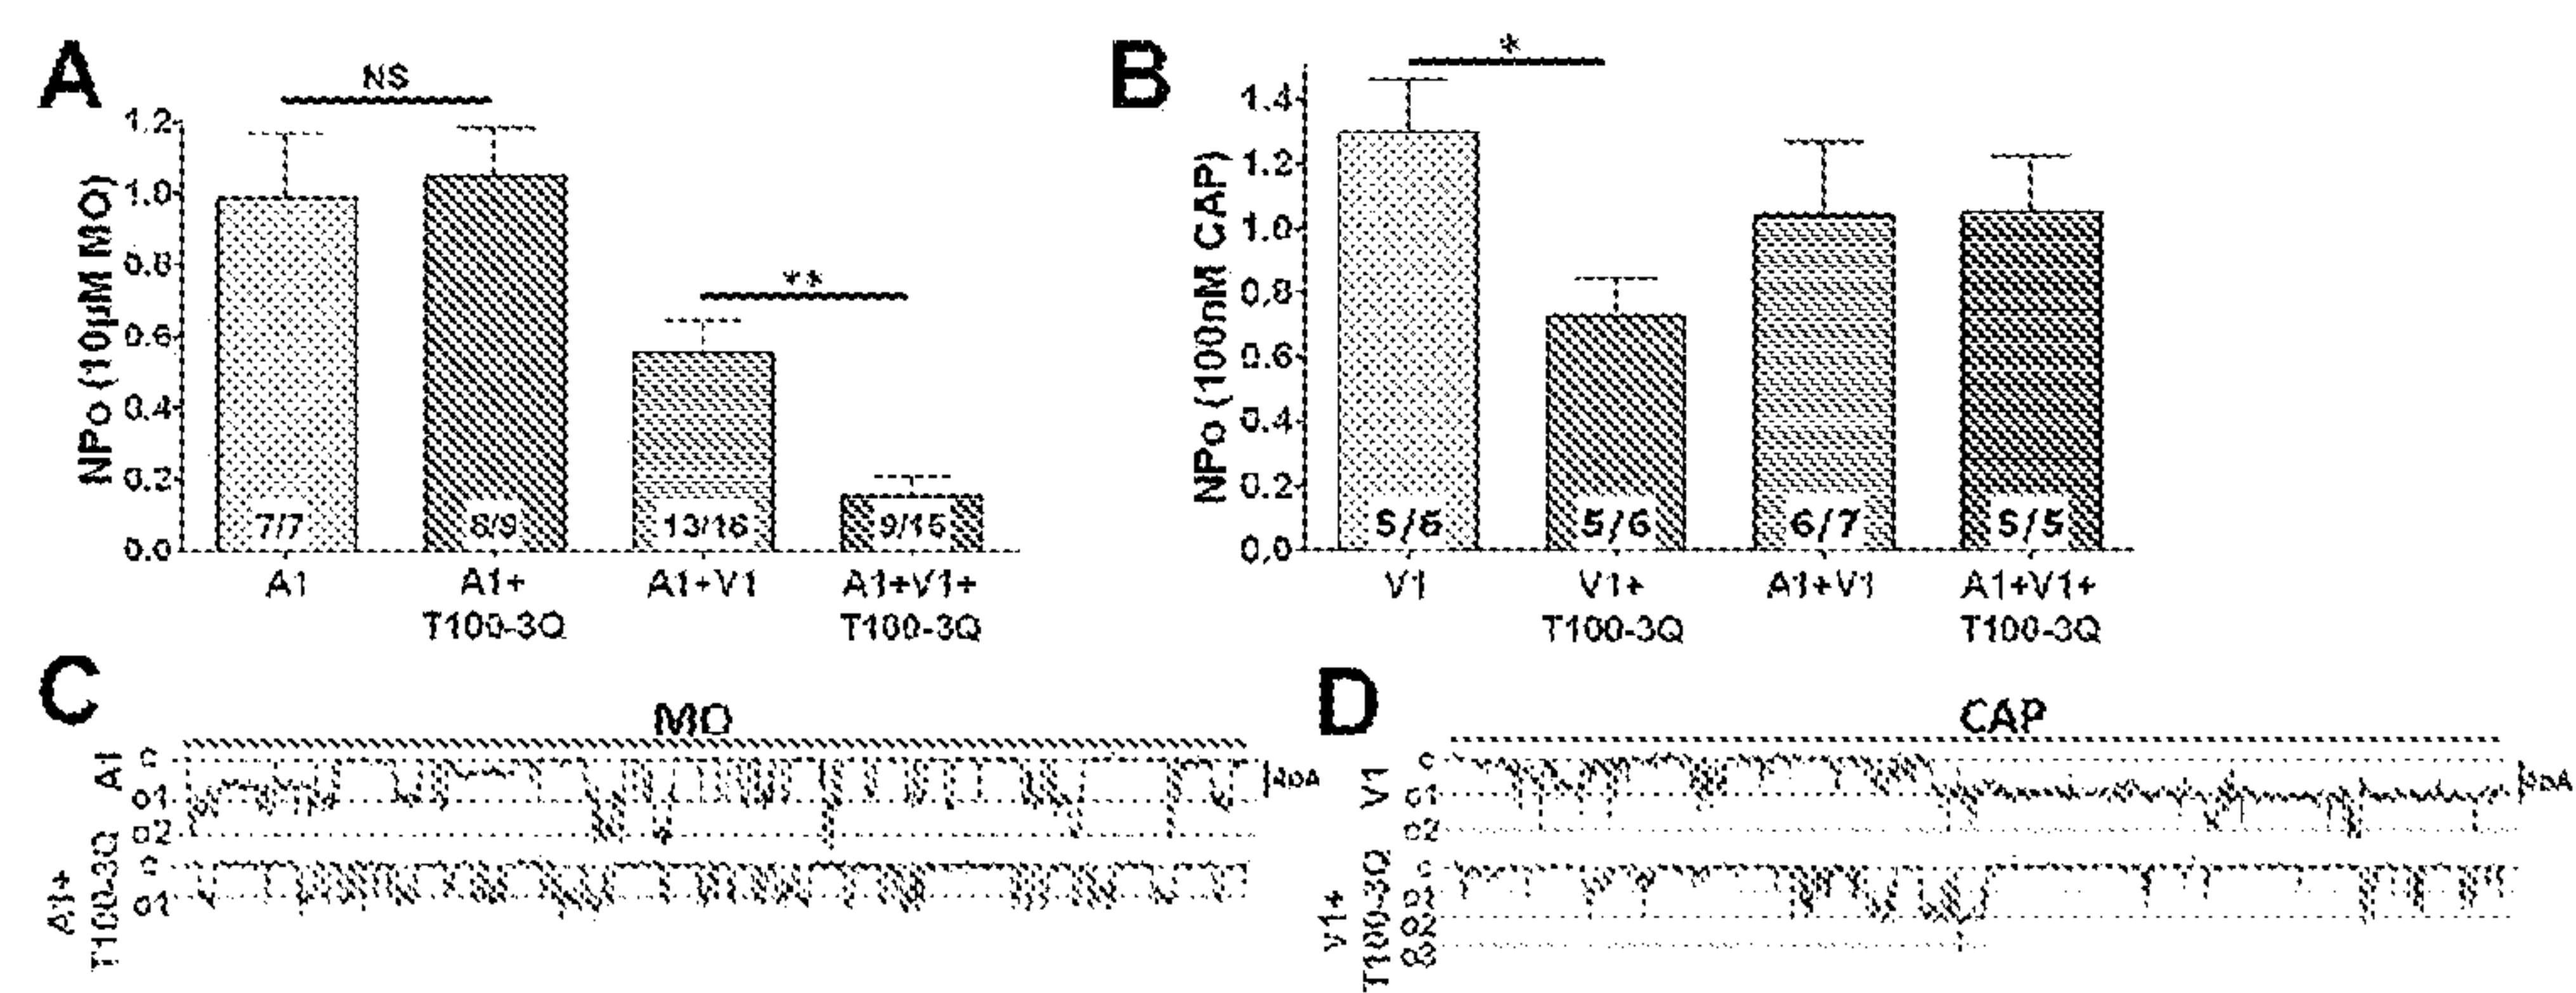 A
NS
1.2
1.0
0.8
0.6
0.4
0.2
0.0
NPo (10µM MO)
**
7/7
8/9
13/16
9/15
A1
A1+
T100-3Q
A1+V1
A1+V1+
T100-3Q
B
*
1.4
1.2
1.0
0.8
0.6
0.4
0.2
0.0
NPo (100nM CAP)
5/6
5/6
6/7
5/5
V1
V1+
T100-3Q
A1+V1
A1+V1+
T100-3Q
C
MO
A1
c
o1
o2
4pA
A1+
T100-3Q
c
o1
D
CAP
V1
c
o1
o2
4pA
V1+
T100-3Q
c
o1
o2
o3